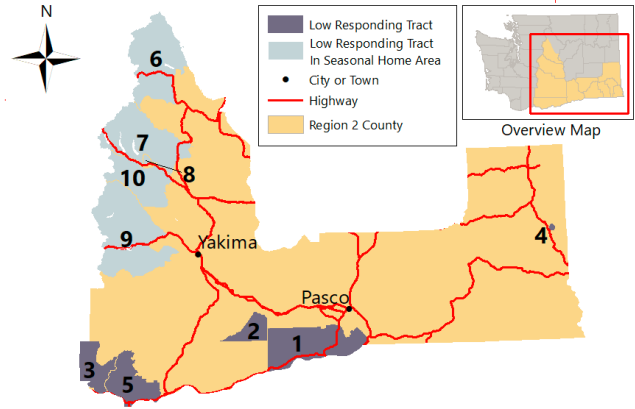 N
Low Responding Tract
Low Responding Tract
In Seasonal Home Area
City or Town
Highway
Region 2 County
Overview Map
6
7
10
8
9
Yakima
4
Pasco
2
1
3
5